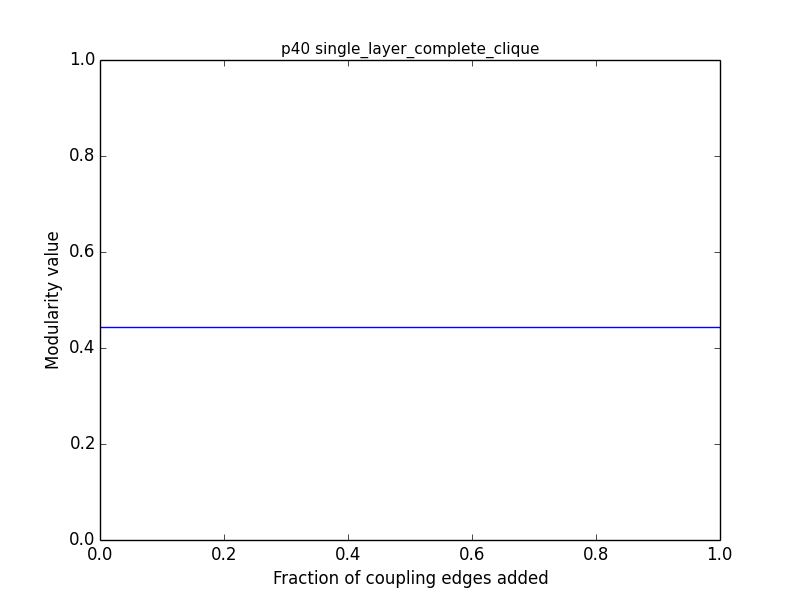 p40 single_layer_complete_clique
1.0
0.8
0.6
0.4
0.2
0.0
Modularity value
0.0 0.2 0.4 0.6 0.8 1.0
Fraction of coupling edges added